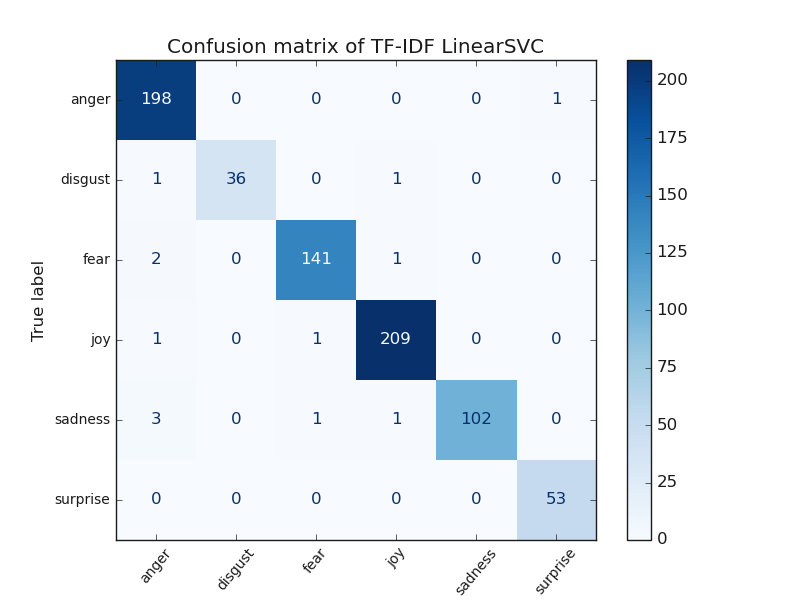 Confusion matrix of TF-IDF LinearSVC
True label
anger 198 0 0 0 0 1
disgust 1 36 0 1 0 0
fear 2 0 141 1 0 0
joy 1 0 1 209 0 0
sadness 3 0 1 1 102 0
surprise 0 0 0 0 0 53
anger disgust fear joy sadness surprise
200
175
150
125
100
75
50
25
0